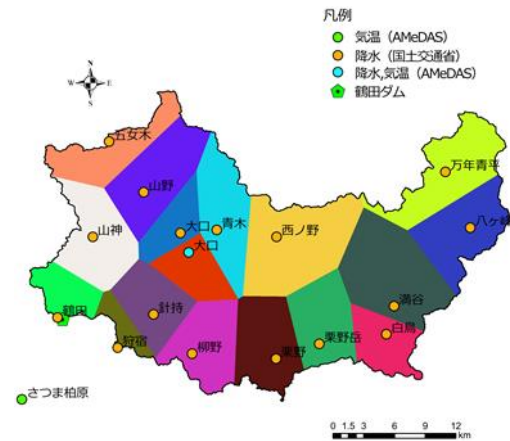 凡例
気温（AMeDAS）
降水（国土交通省）
降水,気温（AMeDAS）
鶴田ダム
N
W
E
S
五女木
万年青平
山野
八ヶ峰
大口
青木
西ノ野
山神
大口
溝谷
鶴田
針持
白鳥
狩宿
柳野
栗野
栗野岳
さつま柏原
0 1.5 3 6 9 12
km